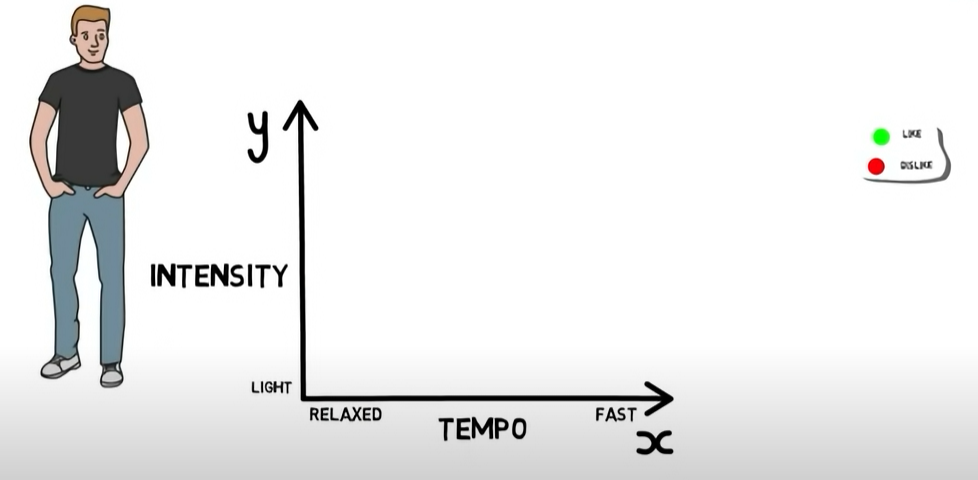 y
LIKE
DISLIKE
INTENSITY
LIGHT
RELAXED
FAST
TEMPO
x